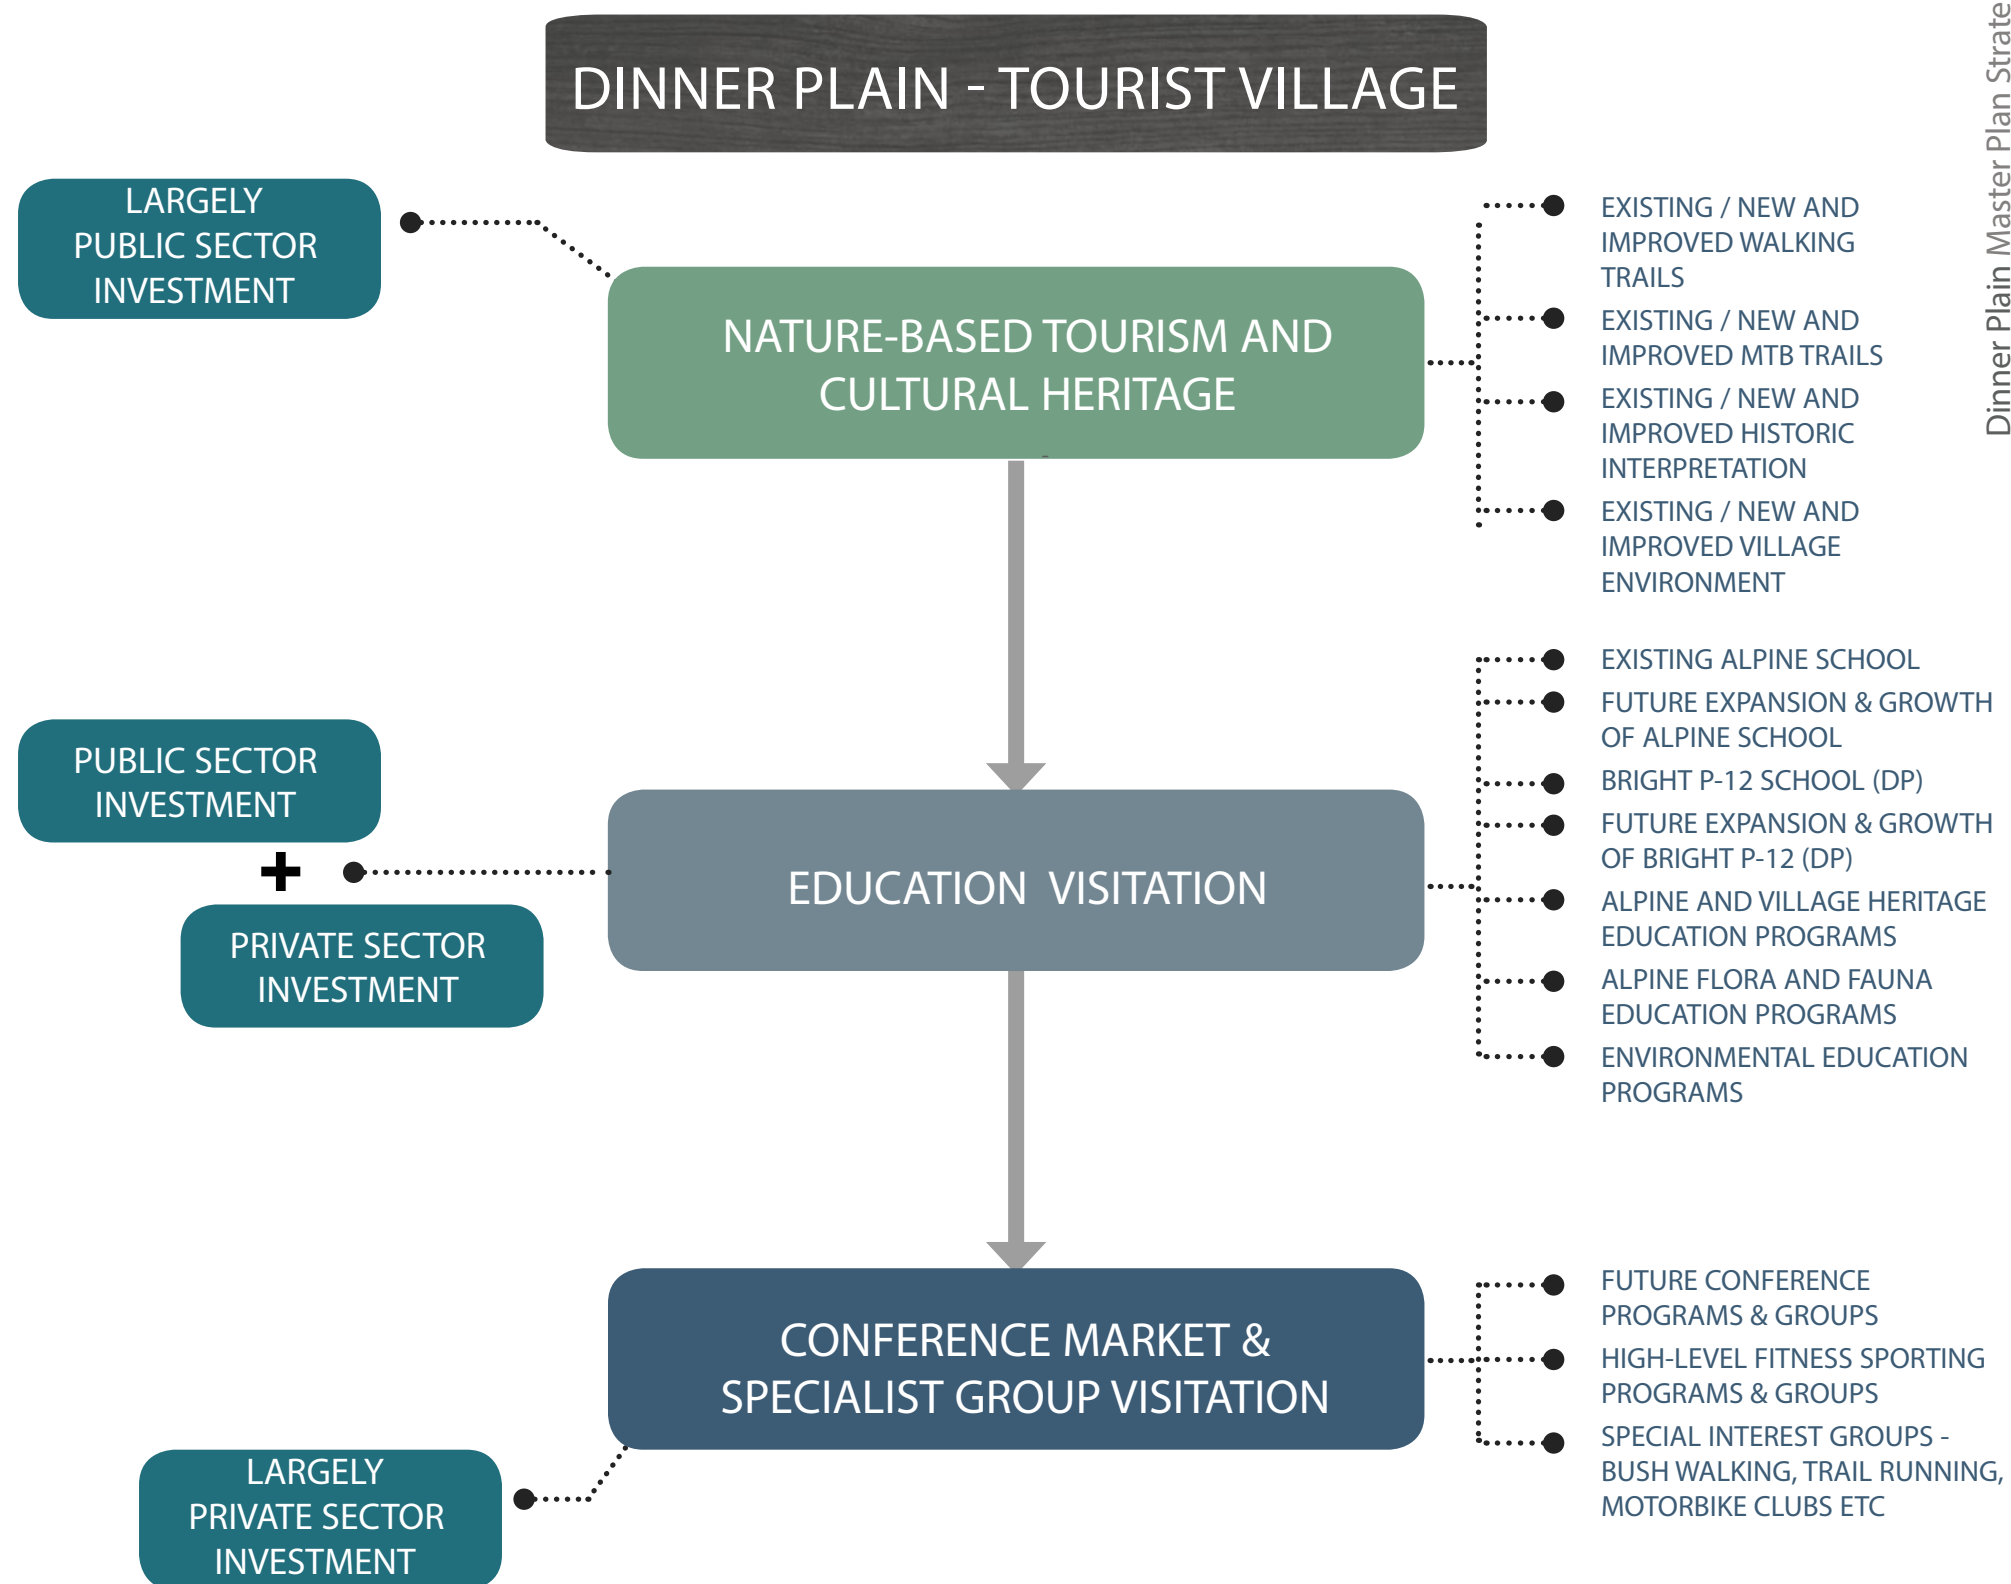 DINNER PLAIN - TOURIST VILLAGE
Dinner Plain Master Plan Strate
LARGELY
PUBLIC SECTOR
INVESTMENT
NATURE-BASED TOURISM AND
CULTURAL HERITAGE
EXISTING / NEW AND
IMPROVED WALKING
TRAILS
EXISTING / NEW AND
IMPROVED MTB TRAILS
EXISTING / NEW AND
IMPROVED HISTORIC
INTERPRETATION
EXISTING / NEW AND
IMPROVED VILLAGE
ENVIRONMENT
PUBLIC SECTOR
INVESTMENT
+
PRIVATE SECTOR
INVESTMENT
EDUCATION VISITATION
EXISTING ALPINE SCHOOL
FUTURE EXPANSION & GROWTH
OF ALPINE SCHOOL
BRIGHT P-12 SCHOOL (DP)
FUTURE EXPANSION & GROWTH
OF BRIGHT P-12 (DP)
ALPINE AND VILLAGE HERITAGE
EDUCATION PROGRAMS
ALPINE FLORA AND FAUNA
EDUCATION PROGRAMS
ENVIRONMENTAL EDUCATION
PROGRAMS
LARGELY
PRIVATE SECTOR
INVESTMENT
CONFERENCE MARKET &
SPECIALIST GROUP VISITATION
FUTURE CONFERENCE
PROGRAMS & GROUPS
HIGH-LEVEL FITNESS SPORTING
PROGRAMS & GROUPS
SPECIAL INTEREST GROUPS -
BUSH WALKING, TRAIL RUNNING,
MOTORBIKE CLUBS ETC